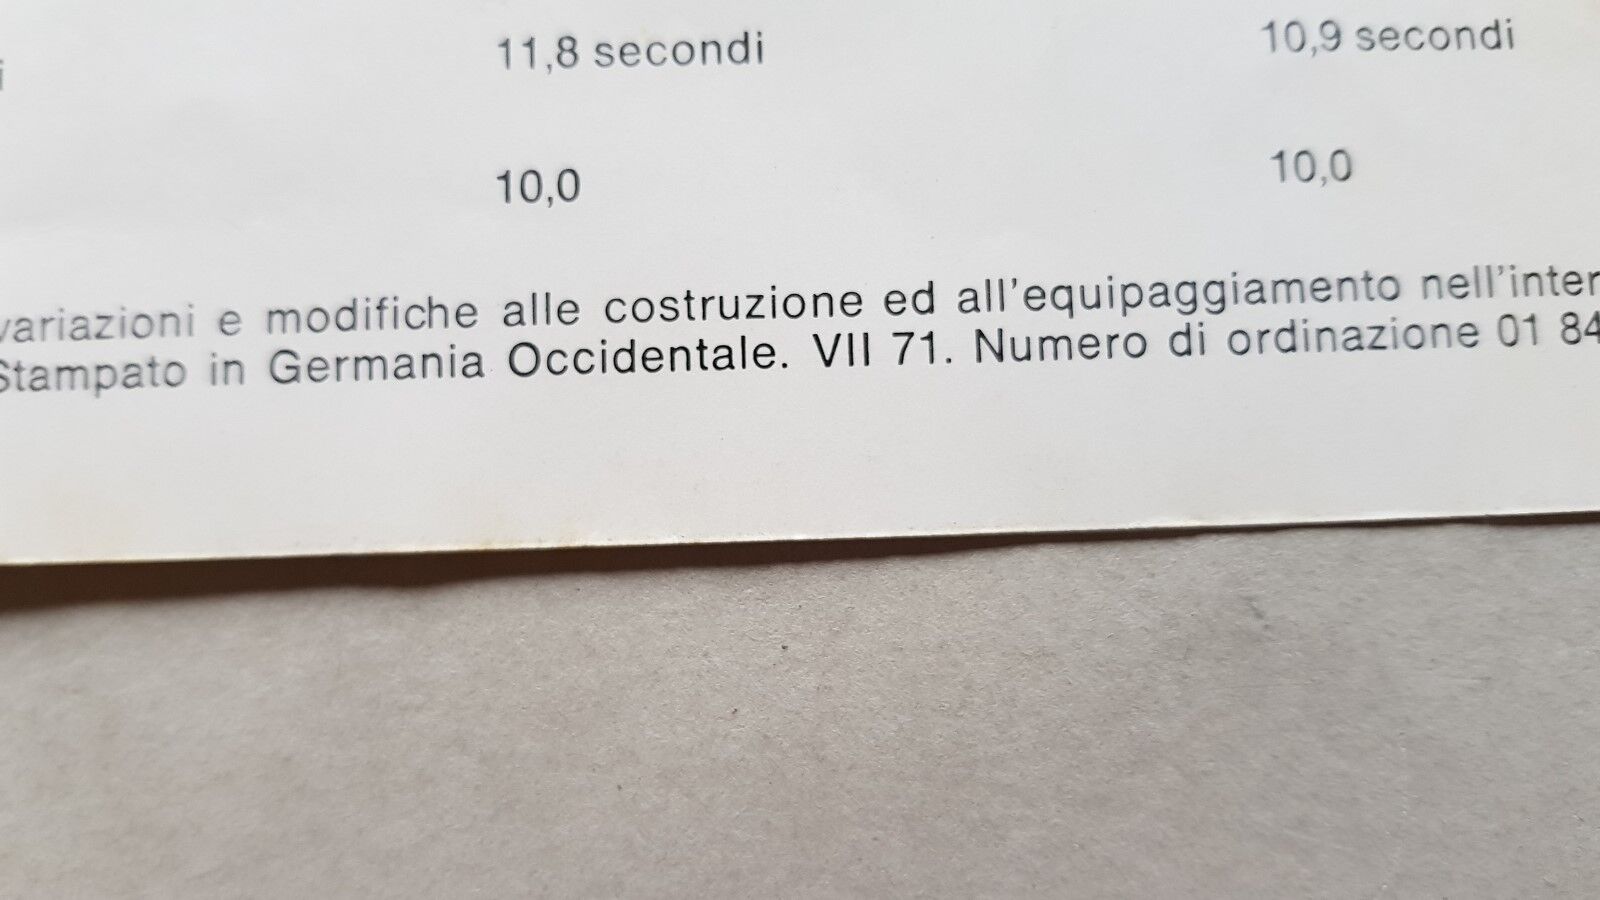 11,8 secondi 10,9 secondi
10,0 10,0
variazioni e modifiche alle costruzione ed all'equipaggiamento nell'inter
Stampato in Germania Occidentale. VII 71. Numero di ordinazione 01 84